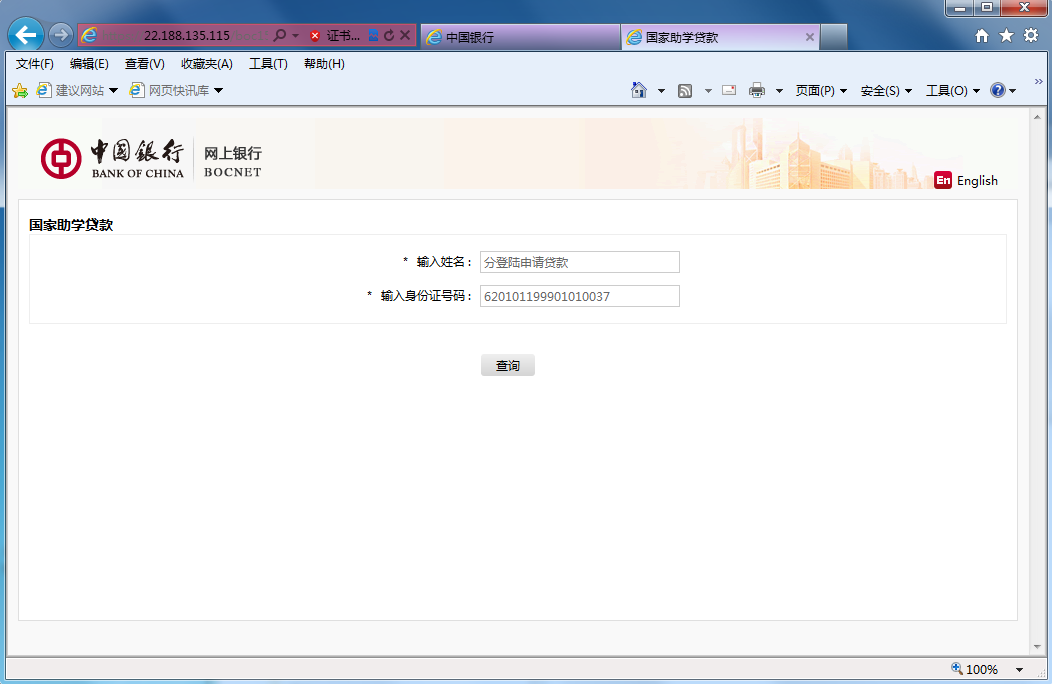 22.188.135.115 证书... 中国银行 国家助学贷款
文件(F) 编辑(E) 查看(V) 收藏夹(A) 工具(T) 帮助(H)
建议网站 网页快讯库 页面(P) 安全(S) 工具(O)
中国银行 网上银行
BANK OF CHINA BOCNET
En English
国家助学贷款
* 输入姓名: 分登陆申请贷款
* 输入身份证号码: 620101199901010037
查询
100%